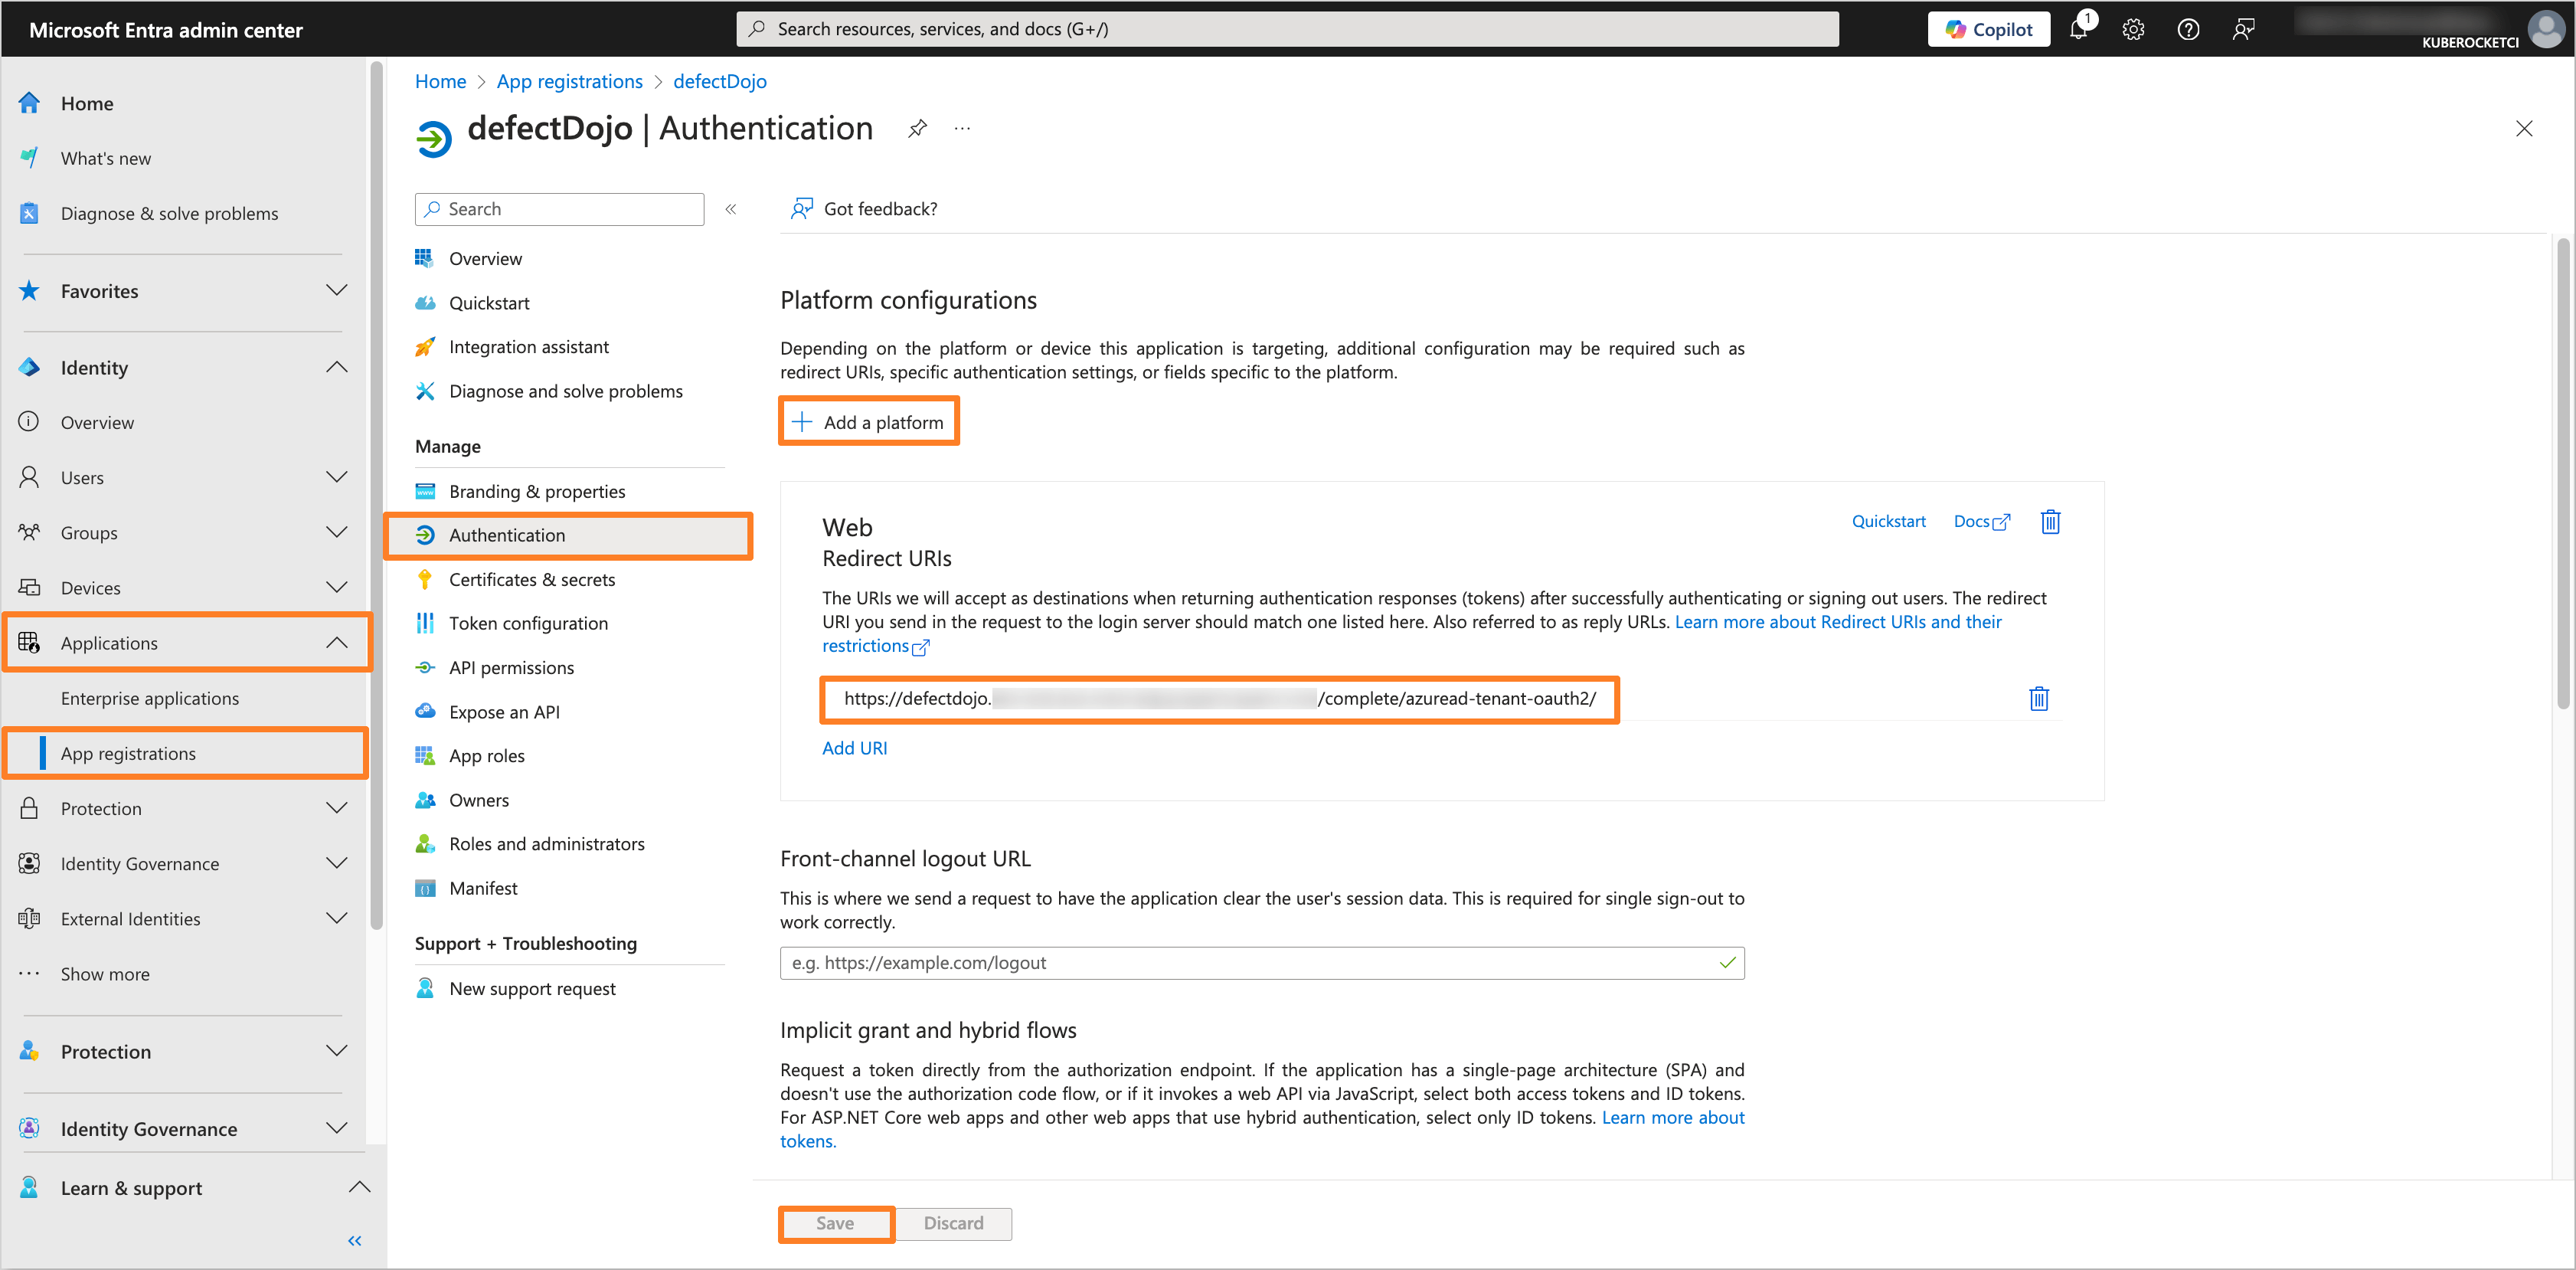 Microsoft Entra admin center
Search resources, services, and docs (G+/)
Copilot
1
KUBEROCKETCI
Home
What's new
Diagnose & solve problems
Favorites
Identity
Overview
Users
Groups
Devices
Applications
Enterprise applications
App registrations
Protection
Identity Governance
External Identities
Show more
Protection
Identity Governance
Learn & support
Home > App registrations > defectDojo
defectDojo | Authentication
Search
Overview
Quickstart
Integration assistant
Diagnose and solve problems
Manage
Branding & properties
Authentication
Certificates & secrets
Token configuration
API permissions
Expose an API
App roles
Owners
Roles and administrators
Manifest
Support + Troubleshooting
New support request
Got feedback?
Platform configurations
Depending on the platform or device this application is targeting, additional configuration may be required such as
redirect URIs, specific authentication settings, or fields specific to the platform.
Add a platform
Web
Quickstart
Docs
Redirect URIs
The URIs we will accept as destinations when returning authentication responses (tokens) after successfully authenticating or signing out users. The redirect
URI you send in the request to the login server should match one listed here. Also referred to as reply URLs. Learn more about Redirect URIs and their
restrictions
https://defectdojo. /complete/azuread-tenant-oauth2/
Add URI
Front-channel logout URL
This is where we send a request to have the application clear the user's session data. This is required for single sign-out to
work correctly.
e.g. https://example.com/logout
Implicit grant and hybrid flows
Request a token directly from the authorization endpoint. If the application has a single-page architecture (SPA) and
doesn't use the authorization code flow, or if it invokes a web API via JavaScript, select both access tokens and ID tokens.
For ASP.NET Core web apps and other web apps that use hybrid authentication, select only ID tokens. Learn more about
tokens.
Save
Discard